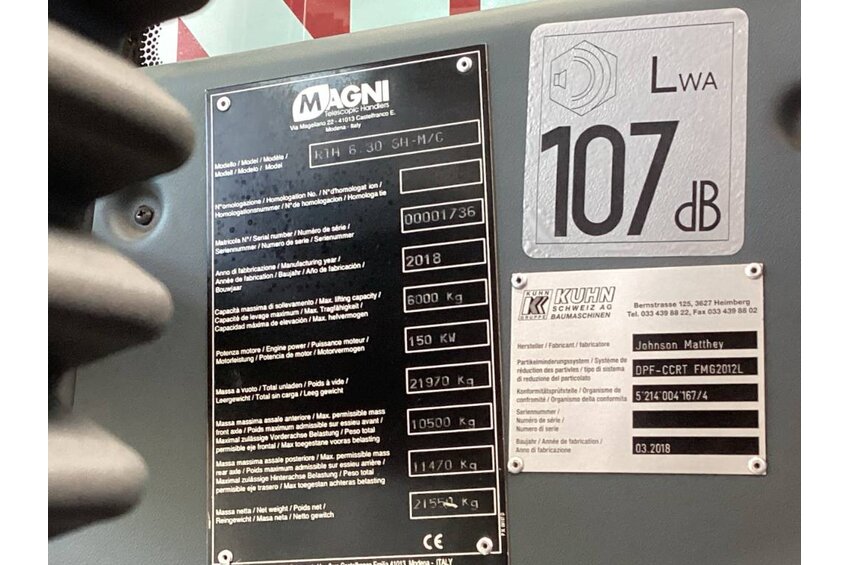 MAGNI
Telescopic Handlers
Via Magellano 22 - 41013 Castelfranco E.
Modena - Italy
Modello / Model / Modèle /
Modell / Modelo / Model
RTH 6.30 SH-M/G
N°omologazione / Homologation No. / N°d'homologat ion /
Homologationsnummer / N°de homologacion / Homologa tie
Matricola N°/ Serial number / Numéro de série /
Seriennummer / Numero de serie / Serienummer
00001736
Anno di fabbricazione / Manufacturing year /
Année de fabrication / Baujahr / Año de fabricación /
Bouwjaar
2018
Capacità massima di sollevamento / Max. lifting capacity /
Capacité de levage maximum / Max. Tragfähigkeit /
Capacidad máxima de elevación / Max. hefvermogen
6000 Kg
Potenza motore / Engine power / Puissance moteur /
Motorleistung / Potencia de motor / Motorvermogen
150 KW
Massa a vuoto / Total unladen / Poids à vide /
Leergewicht / Total sin carga / Leeg gewicht
21970 Kg
Massa massima assale anteriore / Max. permissible mass
front axle / Poids maximum admissible sur essieu avant /
Maximal zulässige Vorderachse Belastung / Peso total
permisible eje frontal / Max toegestane vooras belasting
10500 Kg
Massa massima assale posteriore / Max. permissible mass
rear axle / Poids maximum admissible sur essieu arrière /
Maximal zulässige Hinterachse Belastung / Peso total
permisible eje trasero / Max toegestan achteras belasting
11470 Kg
Massa netta / Net weight / Poids net /
Reingewicht / Masa neta / Netto gewitch
Kg
CE
41013, Modena - ITALY
LWA
107 dB
KUHN
GRUPPE
KUHN
SCHWEIZ AG
BAUMASCHINEN
Bernstrasse 125, 3627 Heimberg
Tel. 033 439 88 22, Fax 033 439 88 02
Hersteller / Fabricant / fabbricatore
Johnson Matthey
Partikelminderungssystem / Système de
réduction des partivles / tipo di sistema
di reduzione del particolato
DPF-CCRT FMG2012L
Konformitätsprüfstelle / Organisme de
confromité / Organismo della conformita
5'214'004'167/4
Seriennummer /
Numéro de série /
Numero di serie
Baujahr / Année de fabrication /
Anno di fabbricazione
03.2018